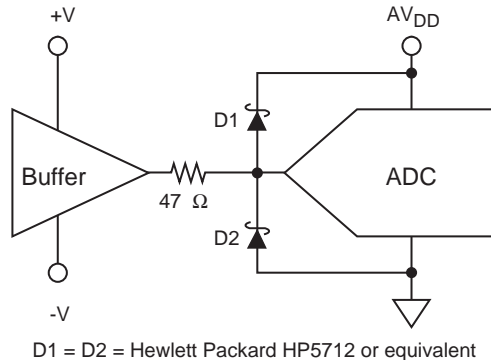 +V
AVDD
D1
Buffer
ADC
47 Ω
D2
-V
D1 = D2 = Hewlett Packard HP5712 or equivalent